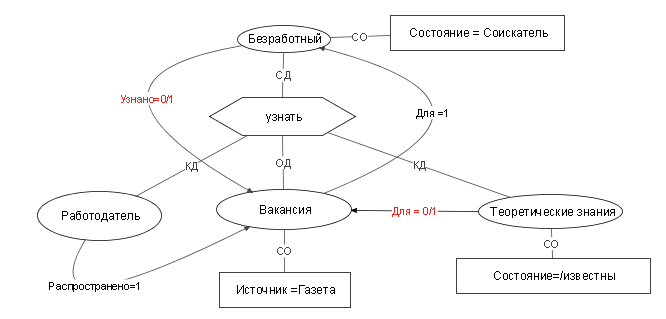 Безработный
СО
Состояние = Соискатель
СД
Узнано=0/1
узнать
Для =1
КД
ОД
КД
Работодатель
Вакансия
Для = 0/1
Теоретические знания
СО
СО
Распространено=1
Источник =Газета
Состояние=/известны